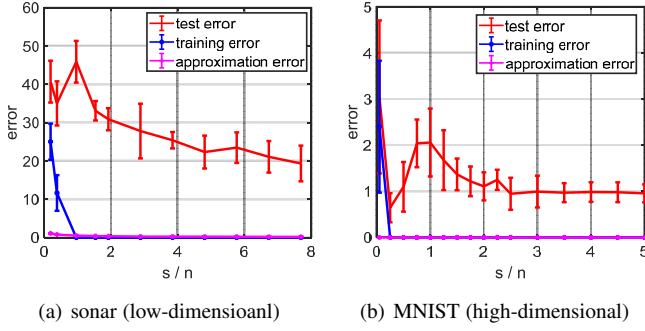 60
50
40
30
20
10
0
error
0 2 4 6 8
s / n
test error
training error
approximation error
(a) sonar (low-dimensioanl)
5
4
3
2
1
0
error
0 1 2 3 4 5
s / n
test error
training error
approximation error
(b) MNIST (high-dimensional)